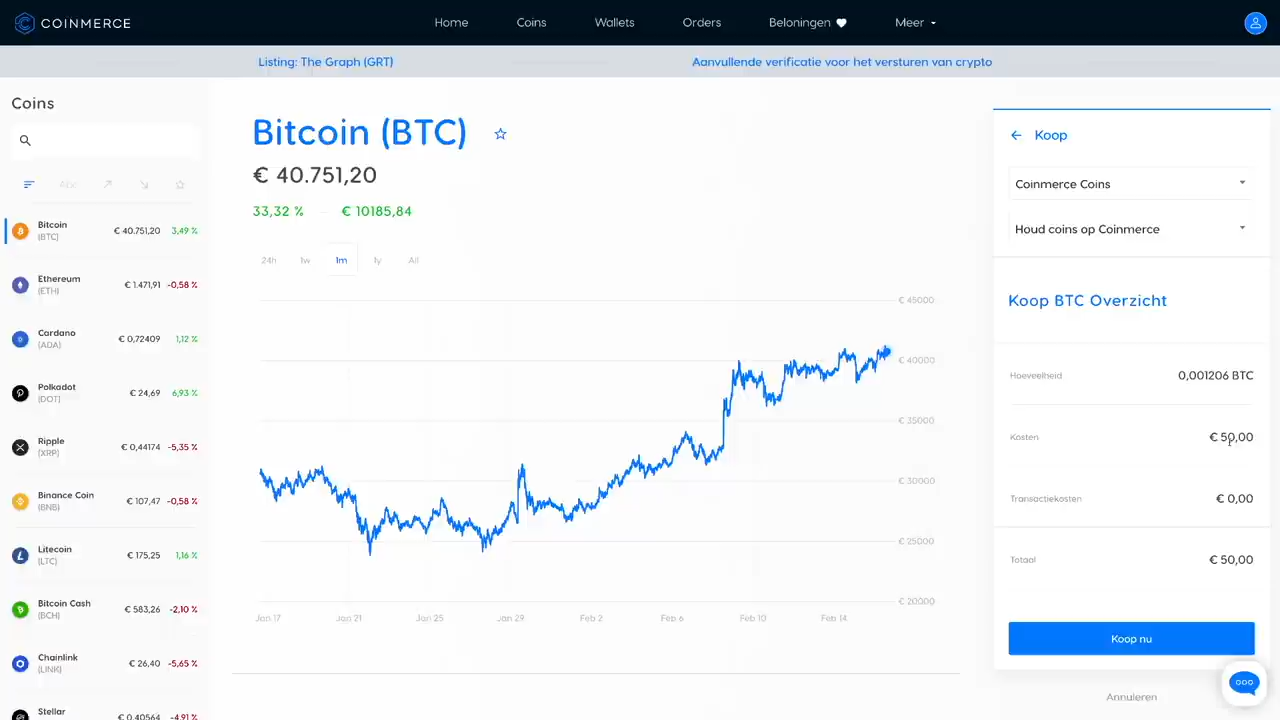 COINMERCE
Home Coins Wallets Orders Beloningen Meer
Listing: The Graph (GRT) Aanvullende verificatie voor het versturen van crypto
Coins
Abc
Bitcoin
(BTC)
€ 40.751,20 3,49 %
Ethereum
(ETH)
€ 1.471,91 -0,58 %
Cardano
(ADA)
€ 0,72409 1,12 %
Polkadot
(DOT)
€ 24,69 6,93 %
Ripple
(XRP)
€ 0,44174 -5,35 %
Binance Coin
(BNB)
€ 107,47 -0,58 %
Litecoin
(LTC)
€ 175,25 1,16 %
Bitcoin Cash
(BCH)
€ 583,26 -2,10 %
Chainlink
(LINK)
€ 26,40 -5,65 %
Stellar
€ 0,40564 -4,91 %
Bitcoin (BTC)
€ 40.751,20
33,32 % € 10185,84
24h 1w 1m 1y All
€ 45000
€ 40000
€ 35000
€ 30000
€ 25000
€ 20000
Jan 17 Jan 21 Jan 25 Jan 29 Feb 2 Feb 6 Feb 10 Feb 14
Koop
Coinmerce Coins
Houd coins op Coinmerce
Koop BTC Overzicht
Hoeveelheid 0,001206 BTC
Kosten € 50,00
Transactiekosten € 0,00
Totaal € 50,00
Koop nu
Annuleren